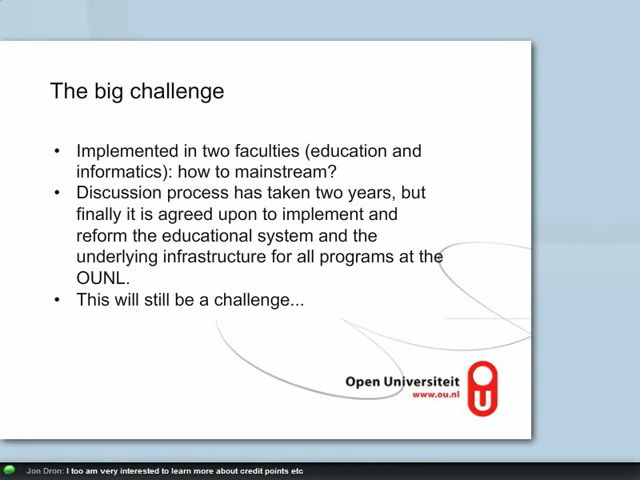 The big challenge
• Implemented in two faculties (education and
informatics): how to mainstream?
• Discussion process has taken two years, but
finally it is agreed upon to implement and
reform the educational system and the
underlying infrastructure for all programs at the
OUNL.
• This will still be a challenge...
Open Universiteit
www.ou.nl
Jon Dron: I too am very interested to learn more about credit points etc